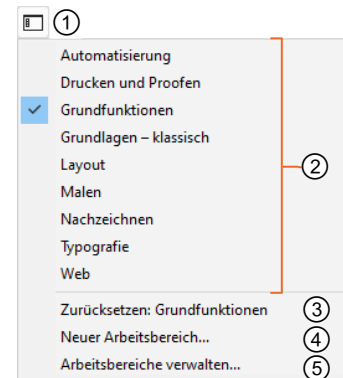 ①
Automatisierung
Drucken und Proofen
Grundfunktionen
Grundlagen – klassisch
Layout
②
Malen
Nachzeichnen
Typografie
Web
Zurücksetzen: Grundfunktionen ③
Neuer Arbeitsbereich... ④
Arbeitsbereiche verwalten... ⑤